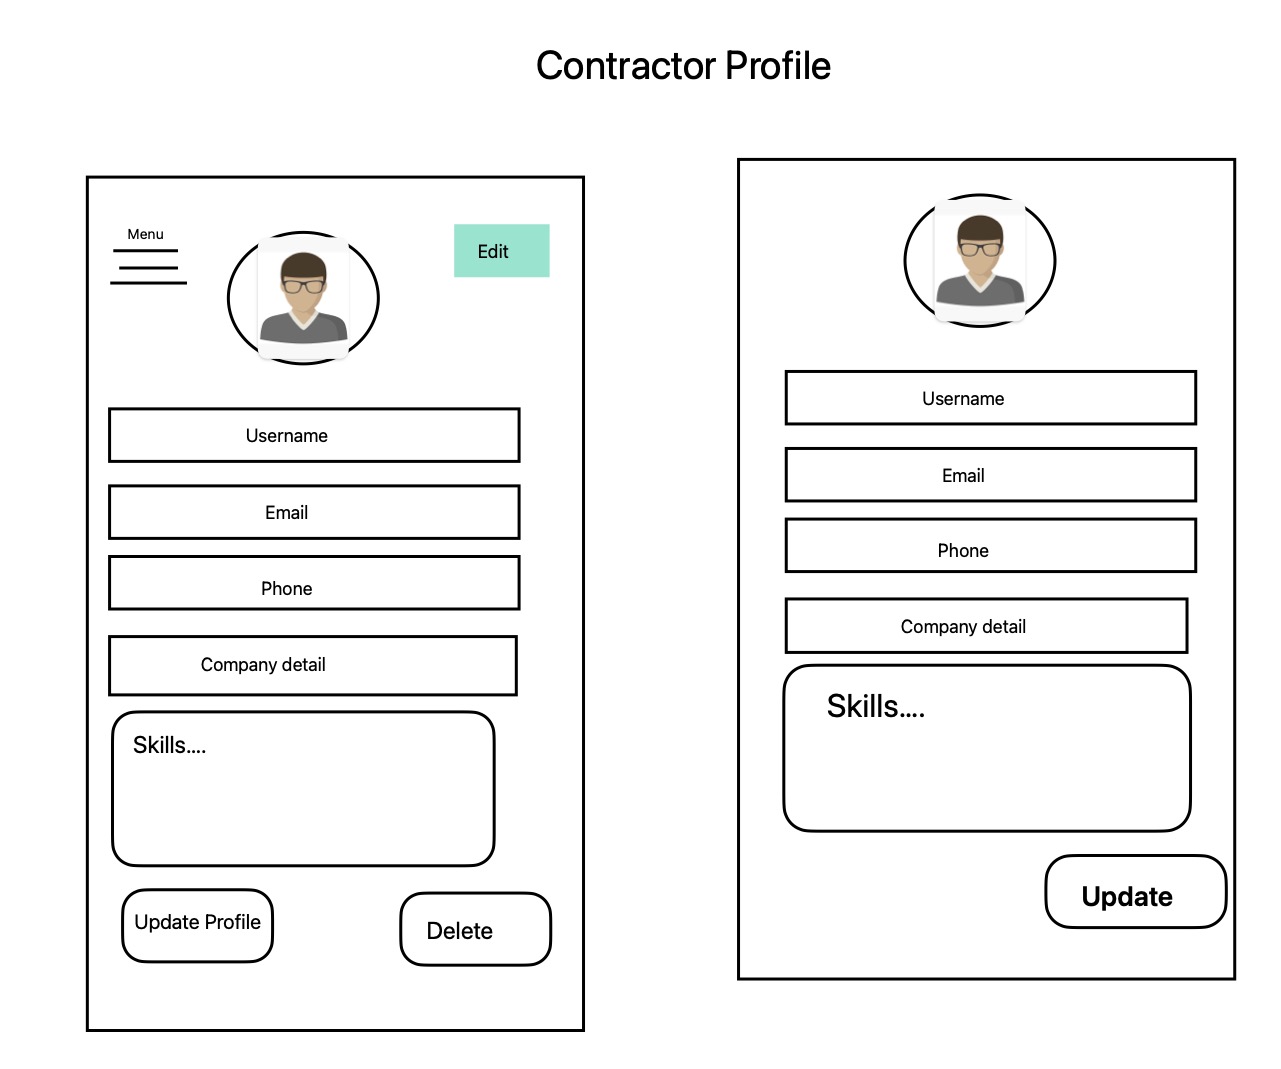 Contractor Profile
Menu
Edit
Username
Email
Phone
Company detail
Skills....
Update Profile
Delete
Username
Email
Phone
Company detail
Skills....
Update